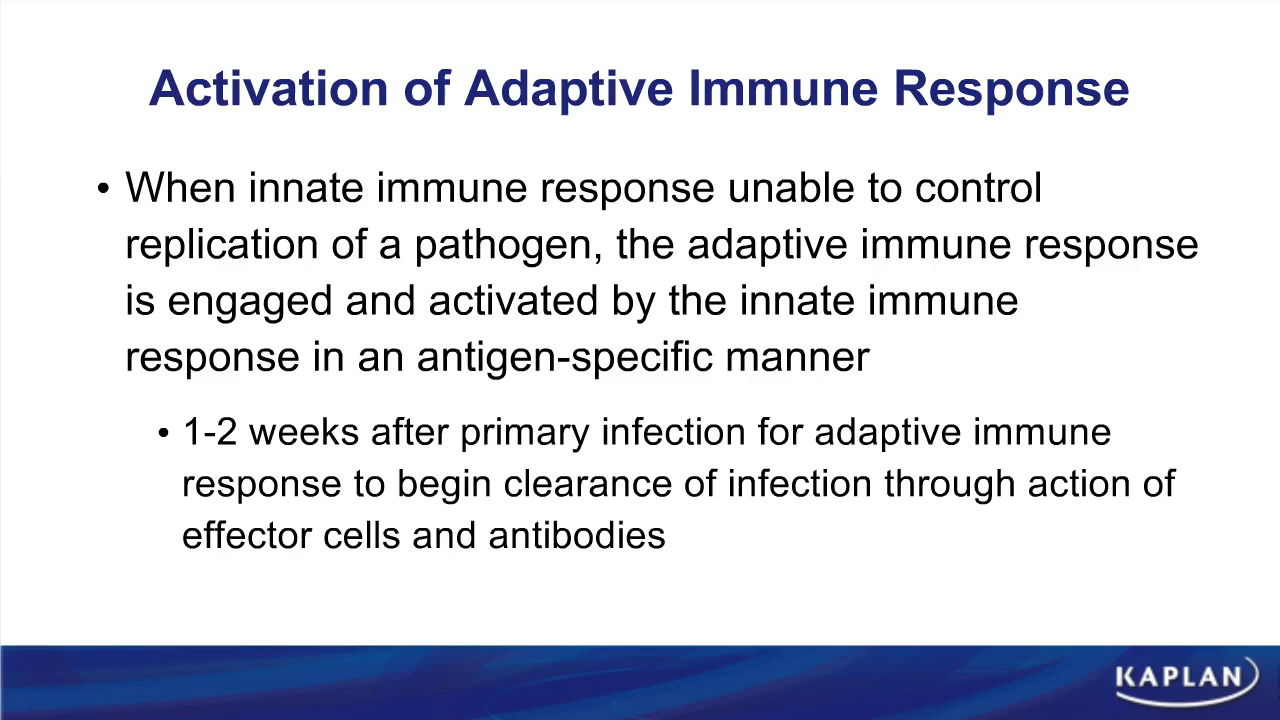 Activation of Adaptive Immune Response
• When innate immune response unable to control
replication of a pathogen, the adaptive immune response
is engaged and activated by the innate immune
response in an antigen-specific manner
• 1-2 weeks after primary infection for adaptive immune
response to begin clearance of infection through action of
effector cells and antibodies
KAPLAN